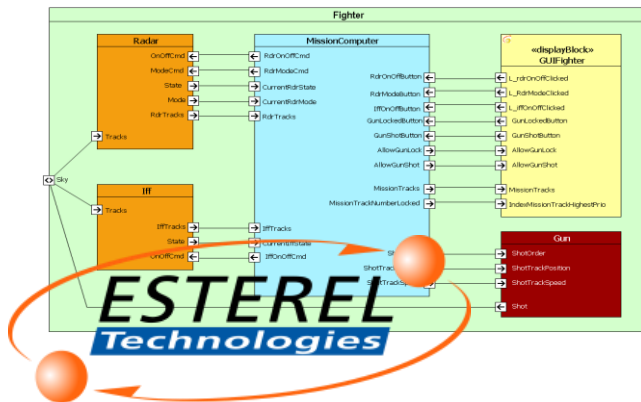 Fighter
Radar
OnOffCmd
ModeCmd
State
Mode
RdrTracks
Tracks
Sky
Iff
Tracks
IffTracks
State
OnOffCmd
MissionComputer
RdrOnOffCmd
RdrModeCmd
CurrentRdrState
CurrentRdrMode
RdrTracks
IffTracks
CurrentIffState
IffOnOffCmd
RdrOnOffButton
RdrModeButton
IffOnOffButton
GunLockedButton
GunShotButton
AllowGunLock
AllowGunShot
MissionTracks
MissionTrackNumberLocked
«displayBlock»
GUIFighter
L_rdrOnOffClicked
L_RdrModeClicked
L_iffOnOffClicked
GunLockedButton
GunShotButton
AllowGunLock
AllowGunShot
MissionTracks
IndexMissionTrackHighestPrio
Gun
ShotOrder
ShotTrackPosition
ShotTrackSpeed
Shot
ESTEREL
Technologies